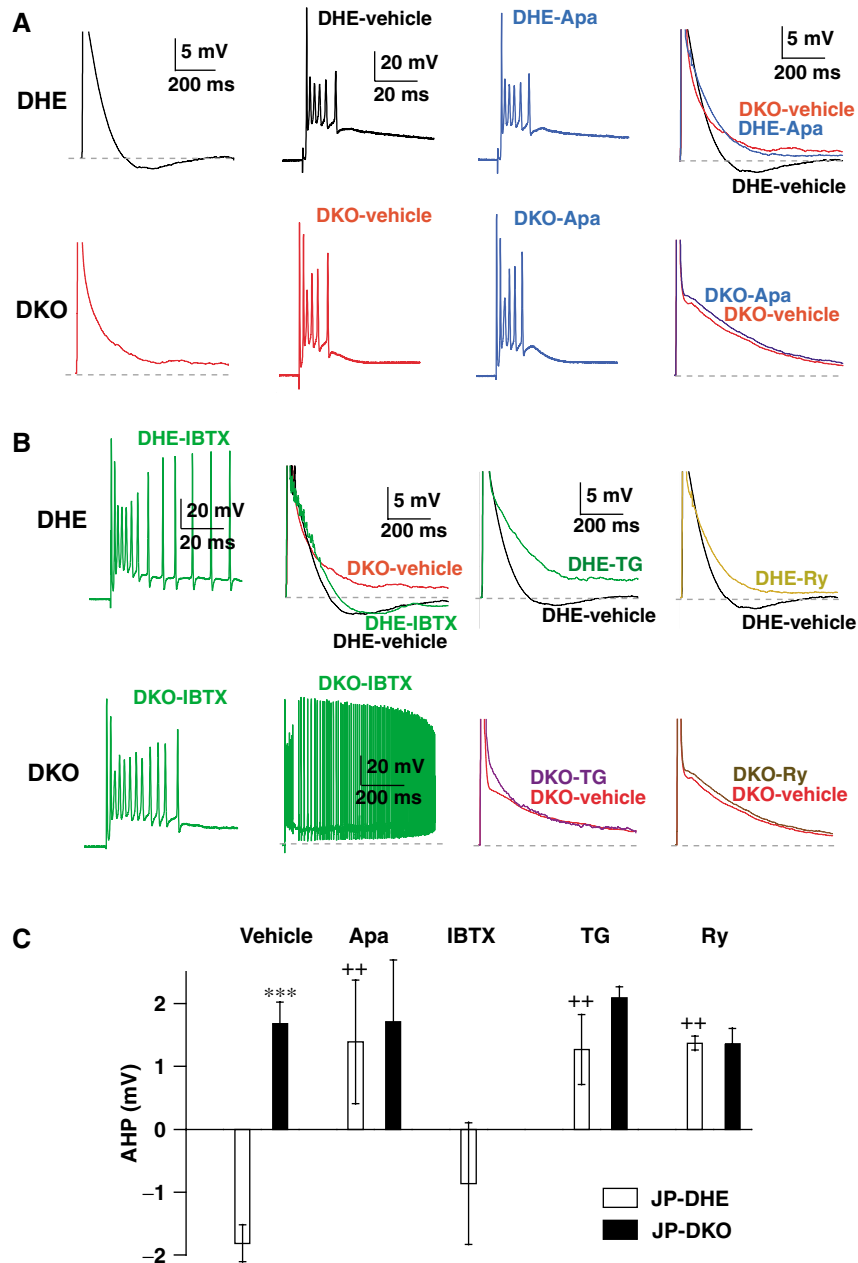 A
DHE
5 mV
200 ms
DHE-vehicle
20 mV
20 ms
DHE-Apa
5 mV
200 ms
DKO-vehicle
DHE-Apa
DHE-vehicle
DKO
DKO-vehicle
DKO-Apa
DKO-Apa
DKO-vehicle
B
DHE
DHE-IBTX
20 mV
20 ms
5 mV
200 ms
DKO-vehicle
DHE-IBTX
DHE-vehicle
5 mV
200 ms
DHE-TG
DHE-vehicle
DHE-Ry
DHE-vehicle
DKO
DKO-IBTX
DKO-IBTX
20 mV
200 ms
DKO-TG
DKO-vehicle
DKO-Ry
DKO-vehicle
C
Vehicle Apa IBTX TG Ry
AHP (mV)
2
1
0
−1
−2
***
++
++
++
JP-DHE
JP-DKO